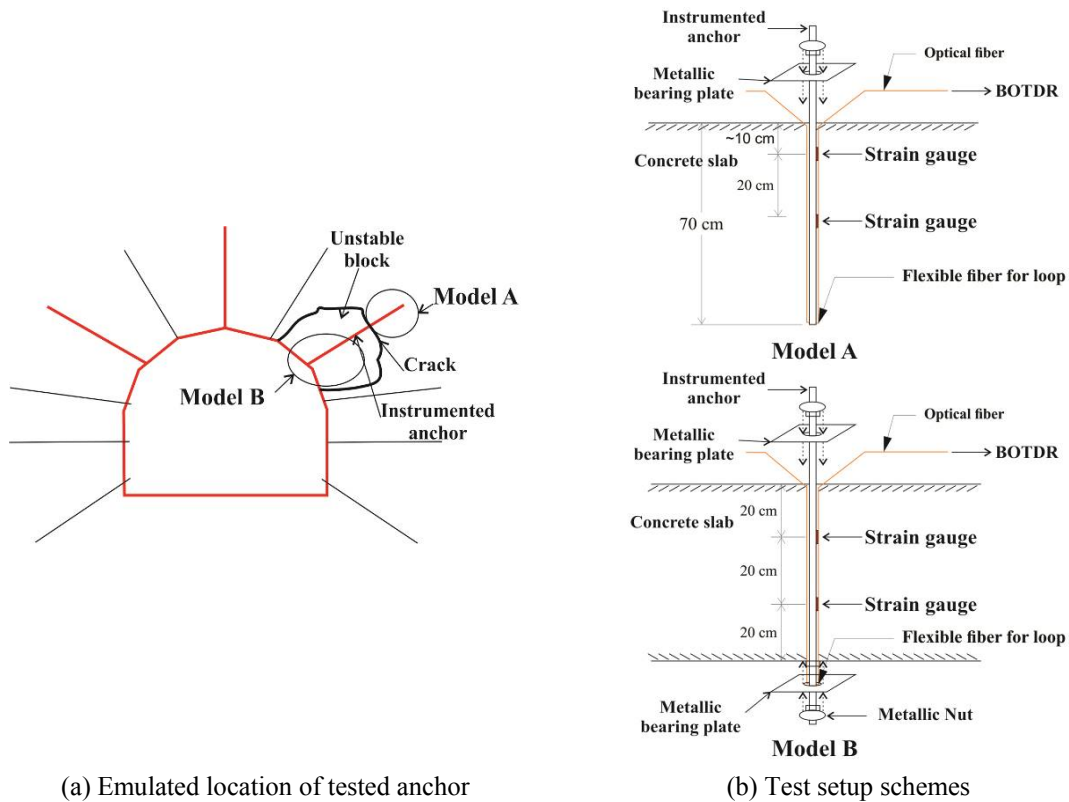 Unstable
block
Model A
Crack
Model B
Instrumented
anchor
(a) Emulated location of tested anchor
Instrumented
anchor
Optical fiber
Metallic
bearing plate
BOTDR
~10 cm
Concrete slab
Strain gauge
20 cm
70 cm
Strain gauge
Flexible fiber for loop
Model A
Instrumented
anchor
Optical fiber
Metallic
bearing plate
BOTDR
20 cm
Concrete slab
Strain gauge
20 cm
Strain gauge
20 cm
Flexible fiber for loop
Metallic
bearing plate
Metallic Nut
Model B
(b) Test setup schemes